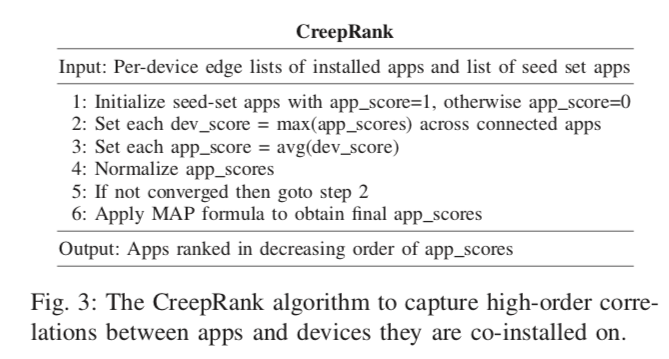 CreepRank
Input: Per-device edge lists of installed apps and list of seed set apps
1: Initialize seed-set apps with app_score=1, otherwise app_score=0
2: Set each dev_score = max(app_scores) across connected apps
3: Set each app_score = avg(dev_score)
4: Normalize app_scores
5: If not converged then goto step 2
6: Apply MAP formula to obtain final app_scores
Output: Apps ranked in decreasing order of app_scores
Fig. 3: The CreepRank algorithm to capture high-order corre-
lations between apps and devices they are co-installed on.